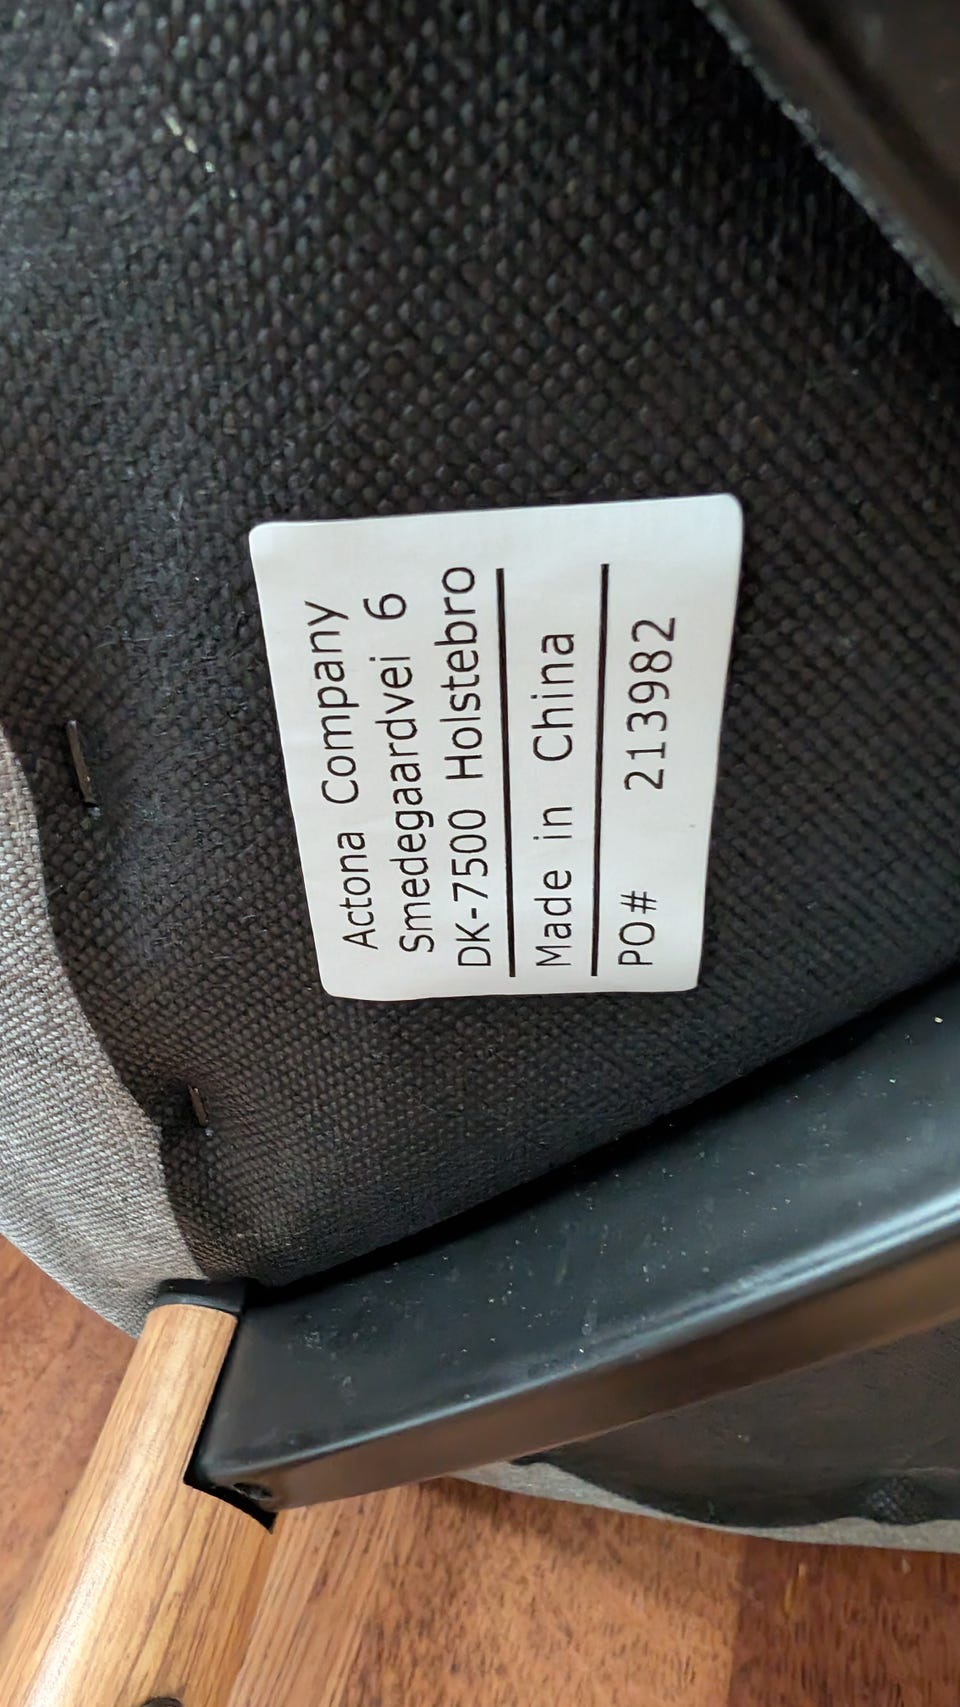 Actona Company
Smedegaardvei 6
DK-7500 Holstebro
Made in China
PO# 213982